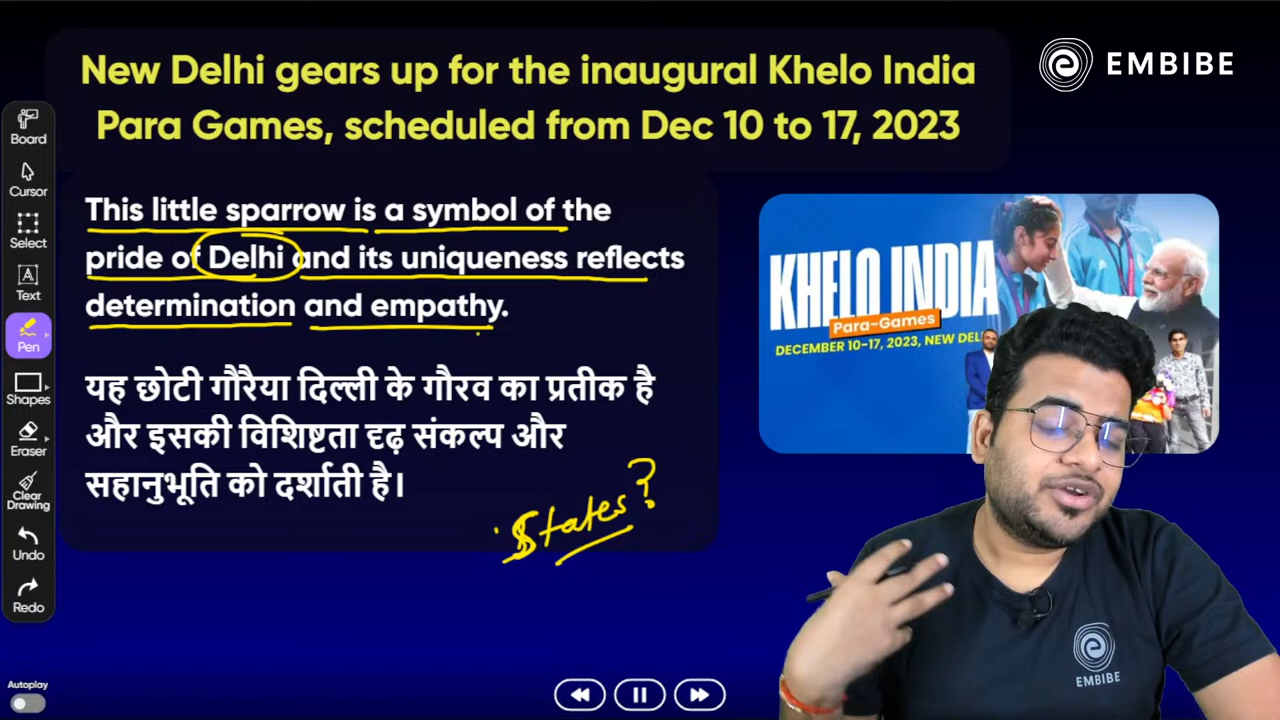 New Delhi gears up for the inaugural Khelo India
Para Games, scheduled from Dec 10 to 17, 2023
EMBIBE
Board
Cursor
Select
Text
Pen
Shapes
Eraser
Clear
Drawing
Undo
Redo
This little sparrow is a symbol of the
pride of Delhi and its uniqueness reflects
determination and empathy.
यह छोटी गौरैया दिल्ली के गौरव का प्रतीक है
और इसकी विशिष्टता दृढ़ संकल्प और
सहानुभूति को दर्शाती है।
States?
KHELO INDIA
Para-Games
DECEMBER 10-17, 2023, NEW DEL
EMBIBE
Autoplay